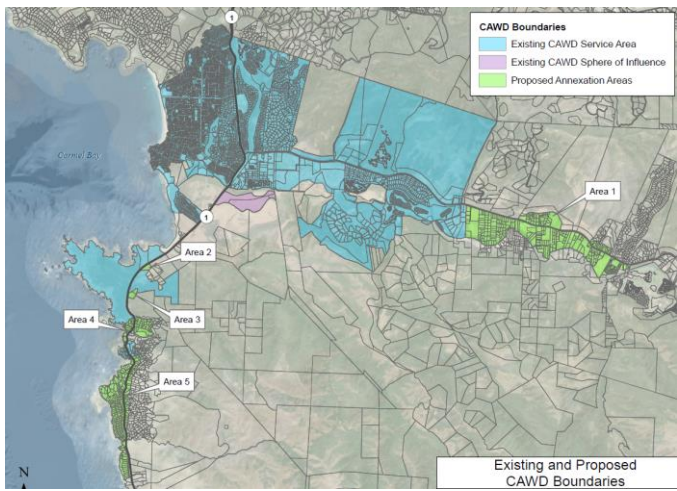 1
CAWD Boundaries
Existing CAWD Service Area
Existing CAWD Sphere of Influence
Proposed Annexation Areas
Carmel Bay
Area 1
1
Area 2
Area 4
Area 3
Area 5
N
Existing and Proposed
CAWD Boundaries